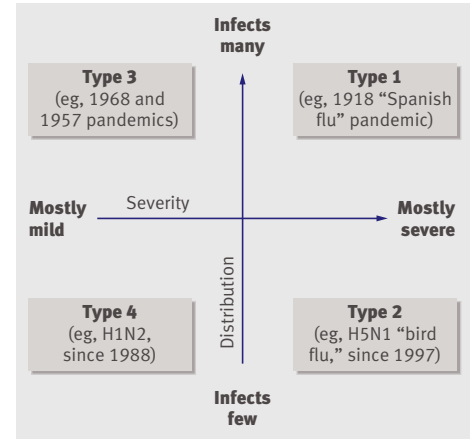 Infects
many
Type 3
(eg, 1968 and
1957 pandemics)
Type 1
(eg, 1918 “Spanish
flu” pandemic)
Mostly
mild
Severity
Mostly
severe
Distribution
Type 4
(eg, H1N2,
since 1988)
Type 2
(eg, H5N1 “bird
flu,” since 1997)
Infects
few